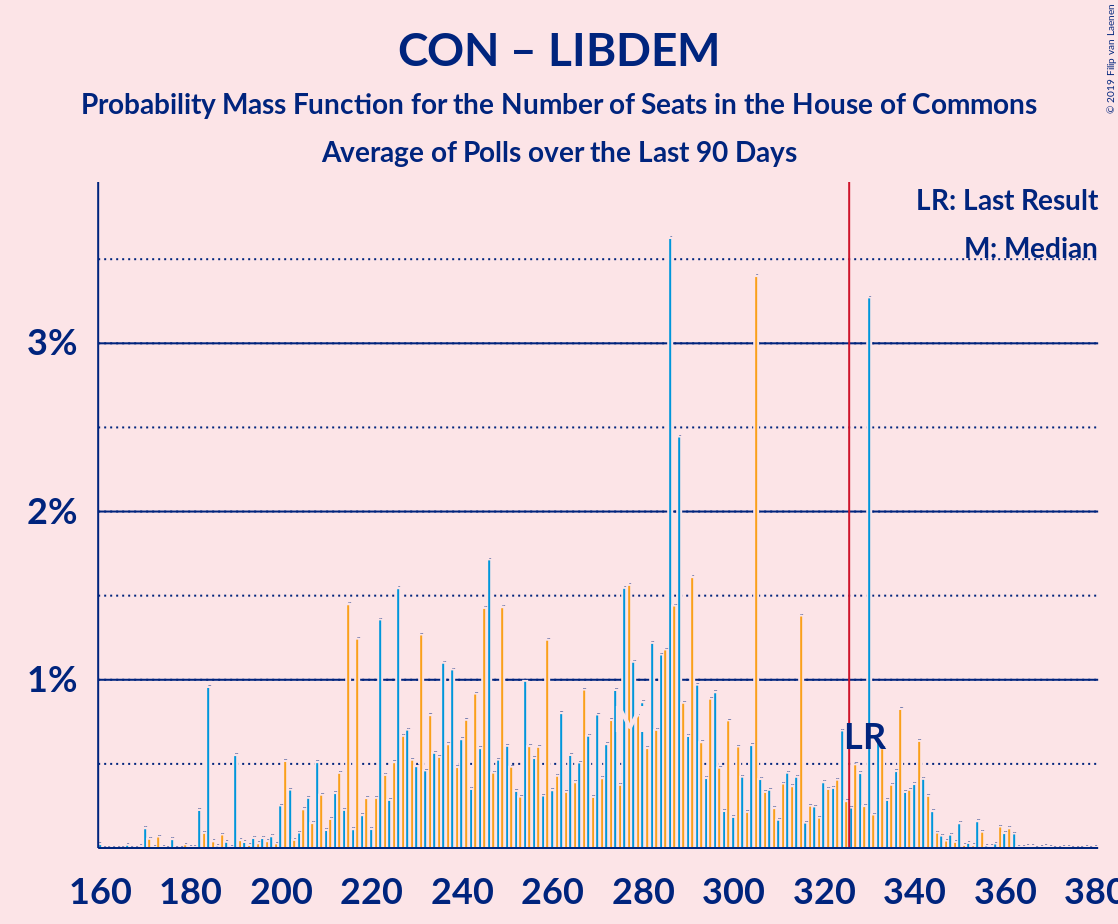 CON – LIBDEM
Probability Mass Function for the Number of Seats in the House of Commons
Average of Polls over the Last 90 Days
© 2019 Filip van Laenen
LR: Last Result
M: Median
3%
2%
1%
LR
160 180 200 220 240 260 280 300 320 340 360 380